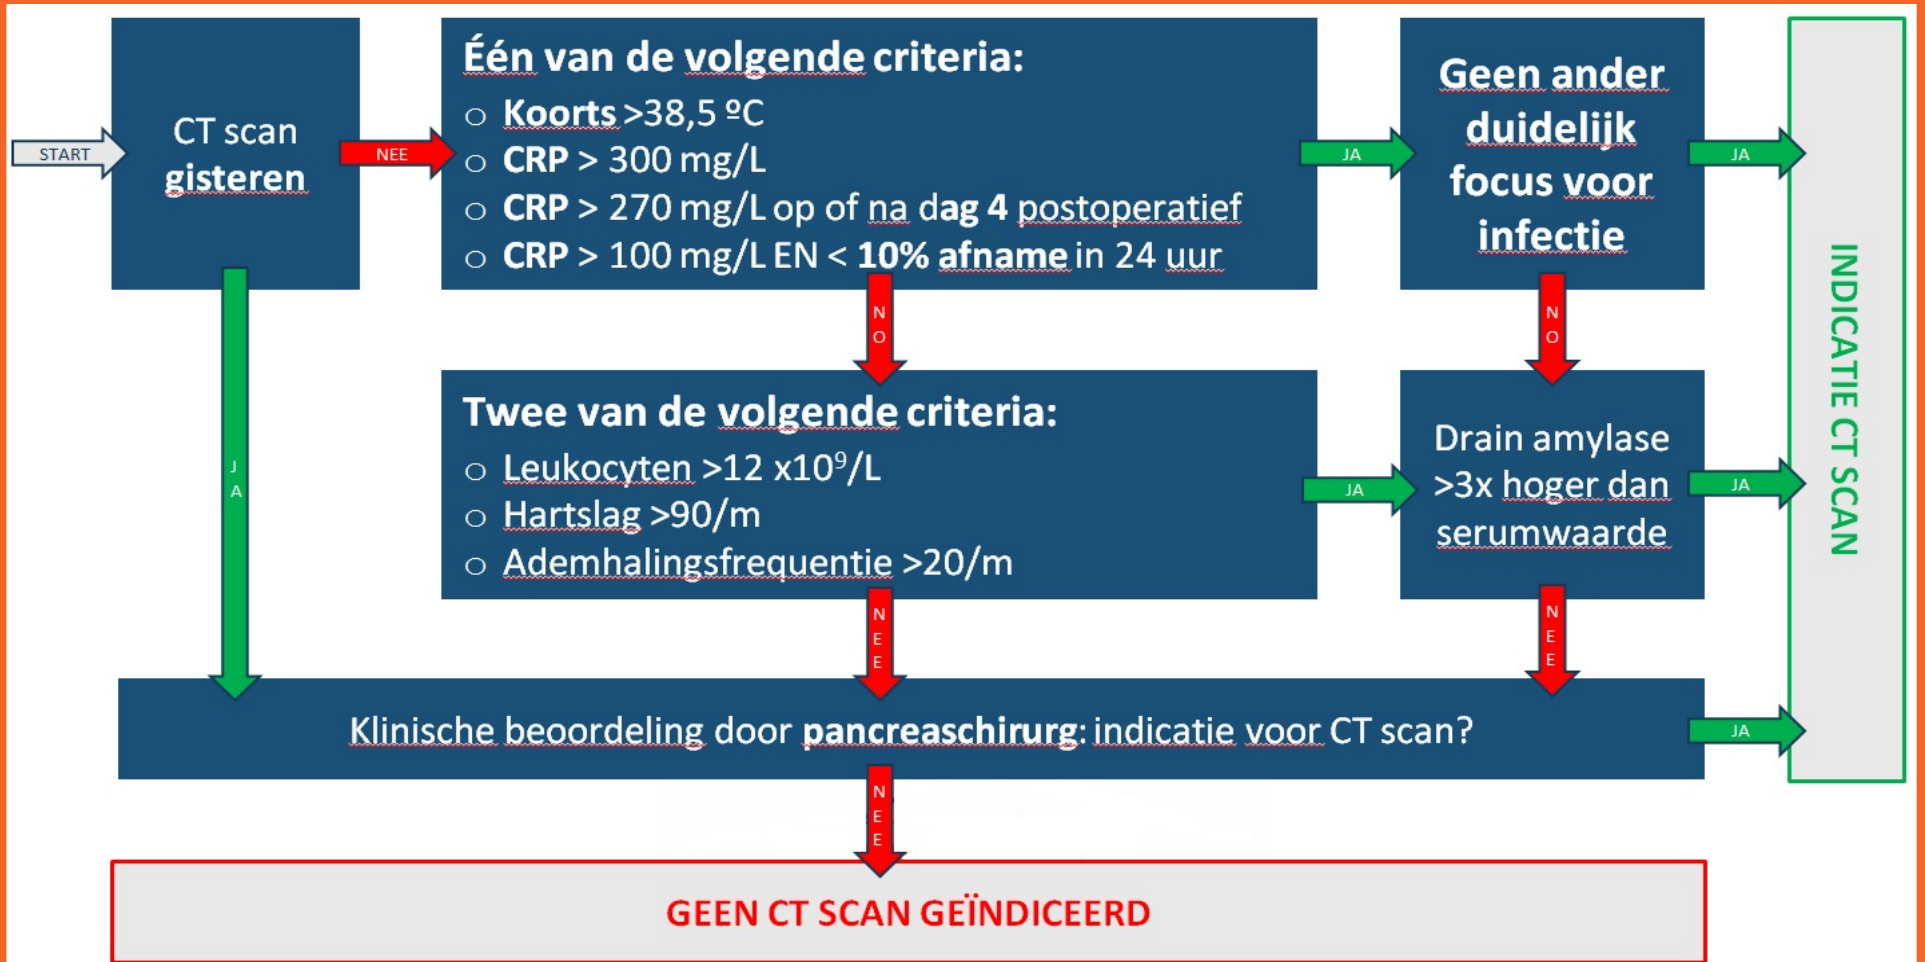 START
CT scan
gisteren
NEE
Één van de volgende criteria:
o Koorts >38,5 ºC
o CRP > 300 mg/L
o CRP > 270 mg/L op of na dag 4 postoperatief
o CRP > 100 mg/L EN < 10% afname in 24 uur
JA
Geen ander
duidelijk
focus voor
infectie
JA
INDICATIE CT SCAN
JA
NO
NO
Twee van de volgende criteria:
o Leukocyten >12 x10⁹/L
o Hartslag >90/m
o Ademhalingsfrequentie >20/m
JA
Drain amylase
>3x hoger dan
serumwaarde
JA
NEE
NEE
Klinische beoordeling door pancreaschirurg: indicatie voor CT scan?
JA
NEE
GEEN CT SCAN GEÏNDICEERD